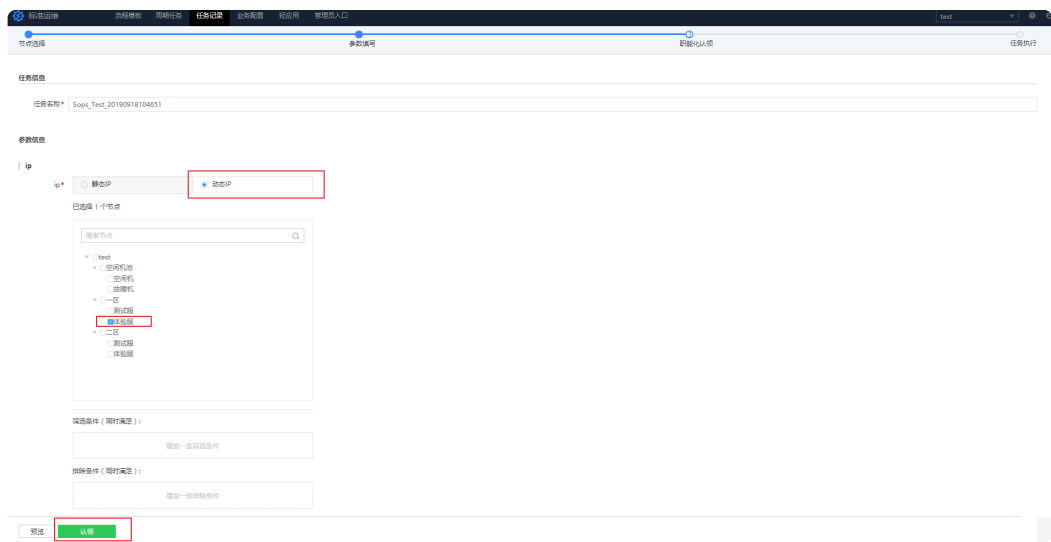 标准运维 流程模板 周期任务 任务记录 业务配置 轻应用 管理员入口 test
节点选择 参数填写 职能化认领 任务执行
任务信息
任务名称* Sops_Test_20190918104651
参数信息
ip
ip* 静态IP 动态IP
已选择 1 个节点
搜索节点
test
空闲机池
空闲机
故障机
一区
测试服
体验服
二区
测试服
体验服
筛选条件（同时满足）:
增加一条筛选条件
排除条件（同时满足）:
增加一条排除条件
预览 认领